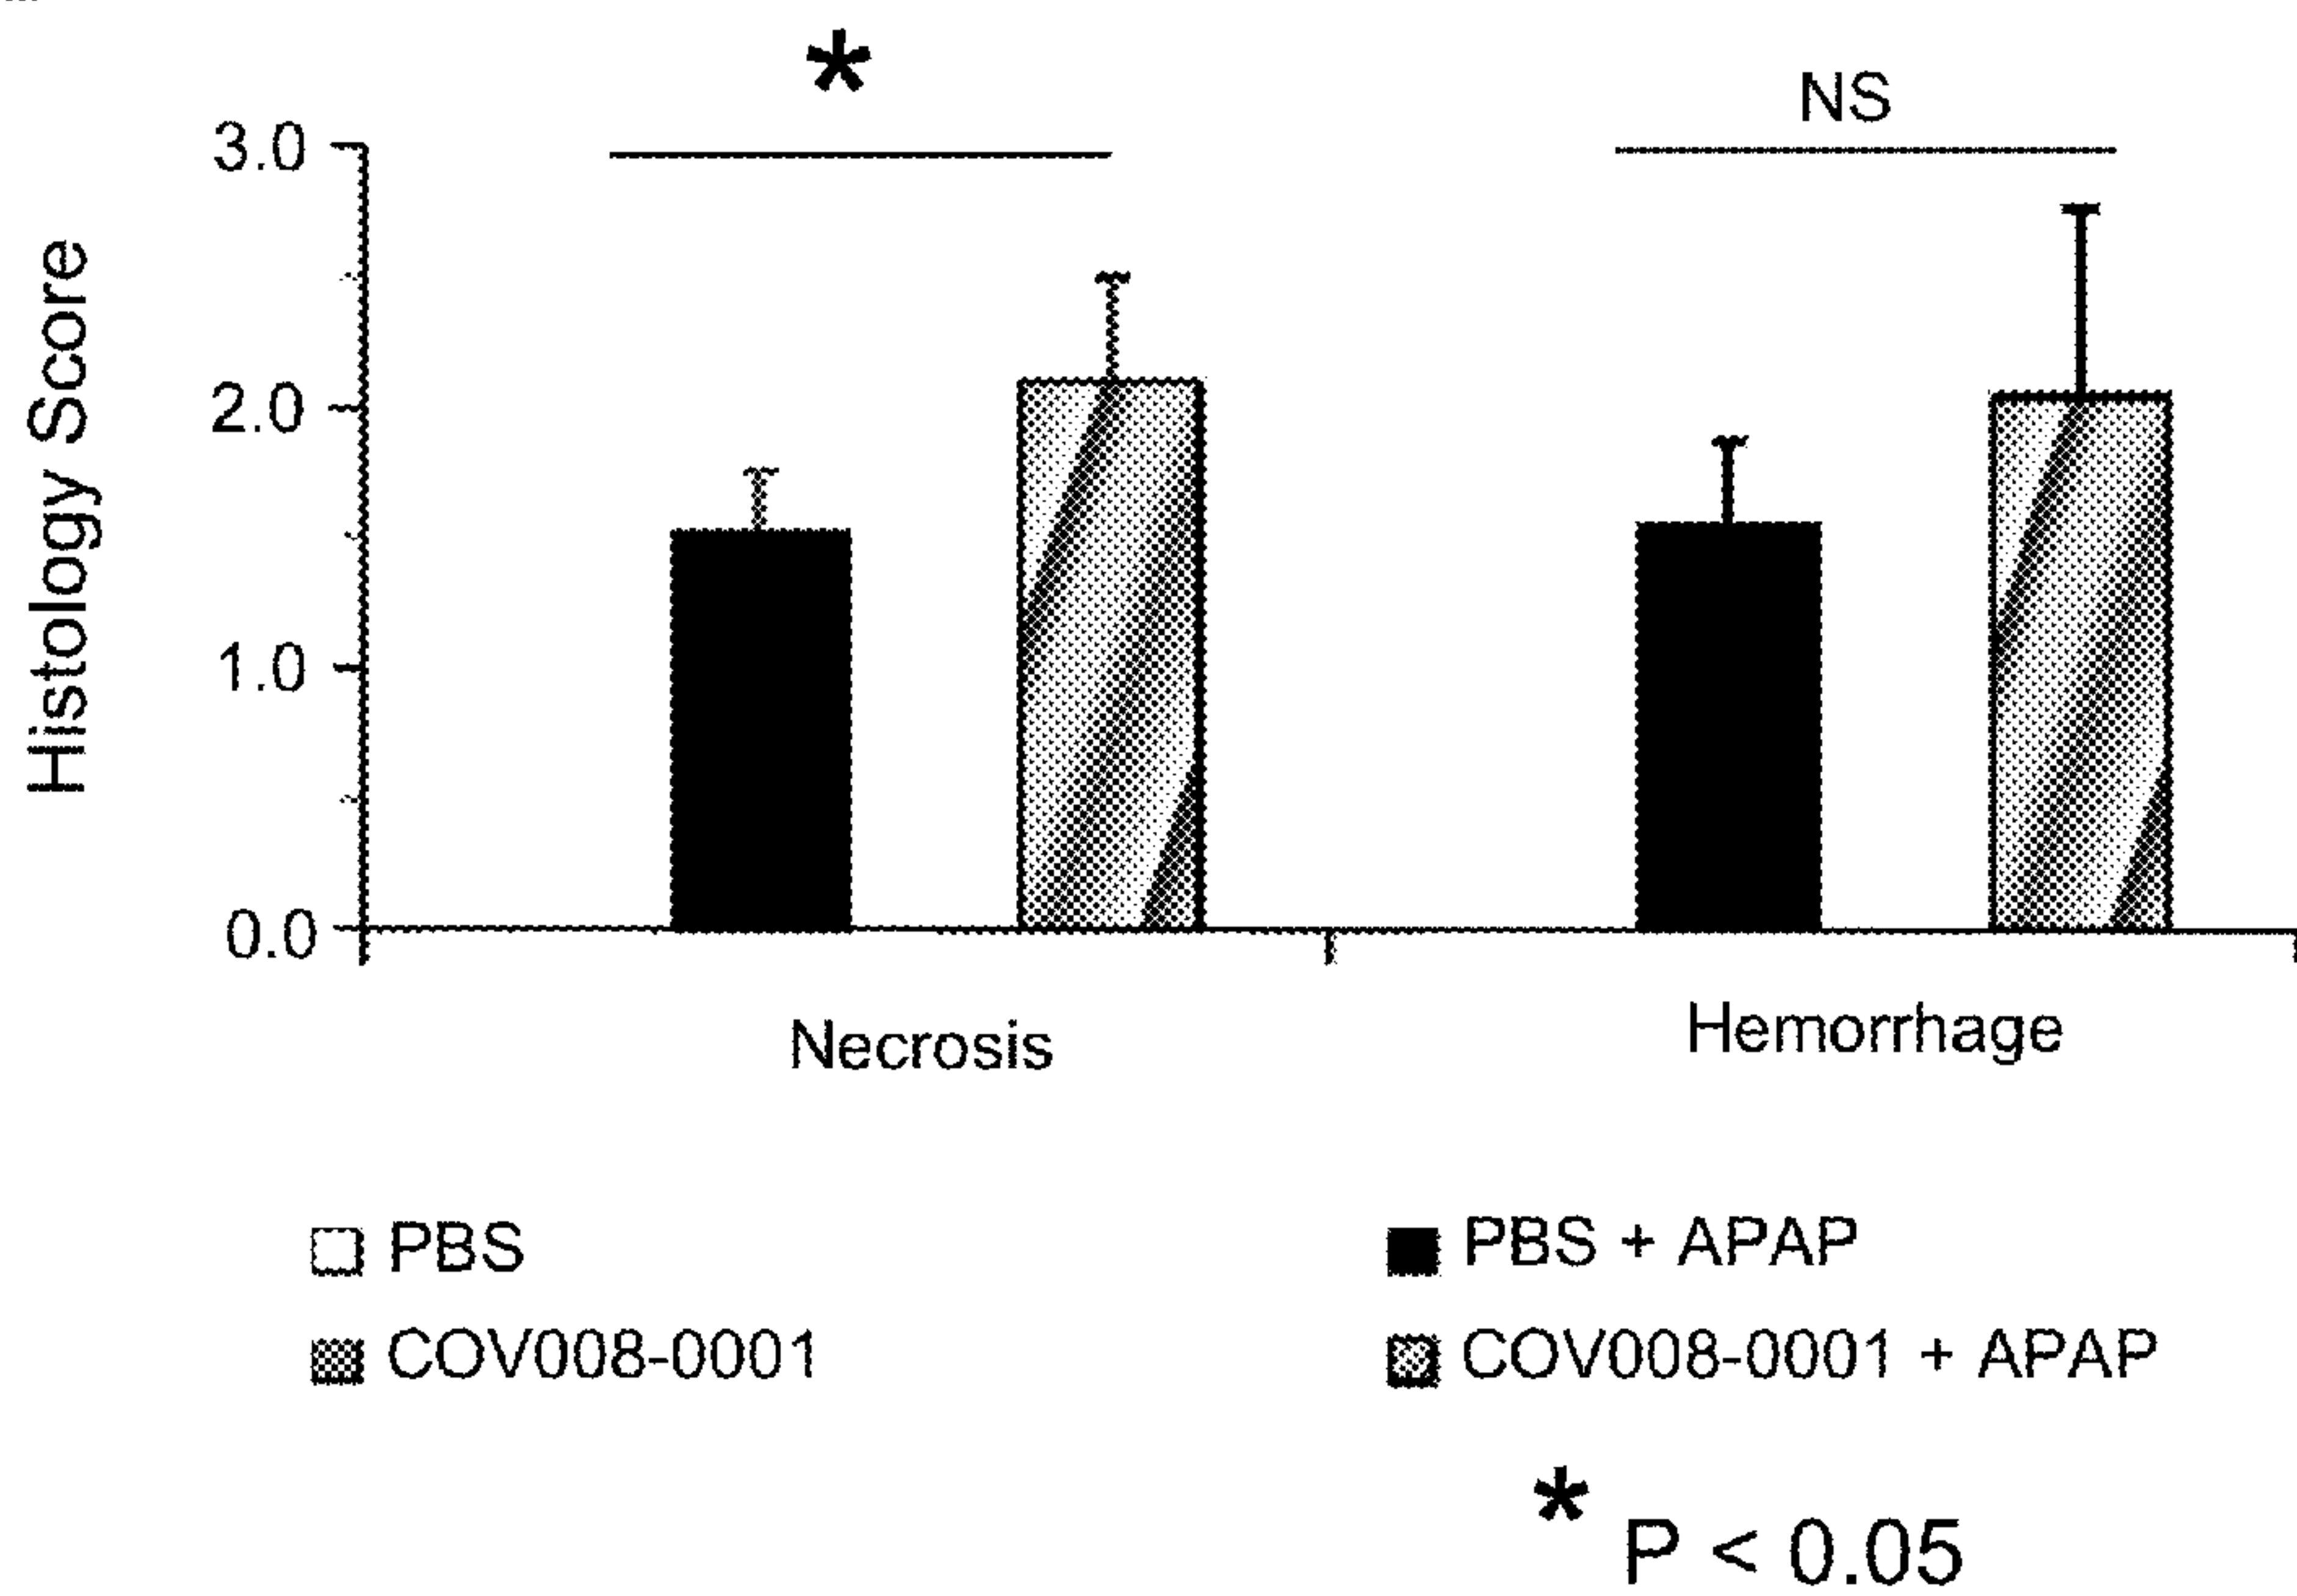 *
NS
3.0
2.0
1.0
0.0
Histology Score
Necrosis
Hemorrhage
PBS
PBS + APAP
COV008-0001
COV008-0001 + APAP
* P < 0.05